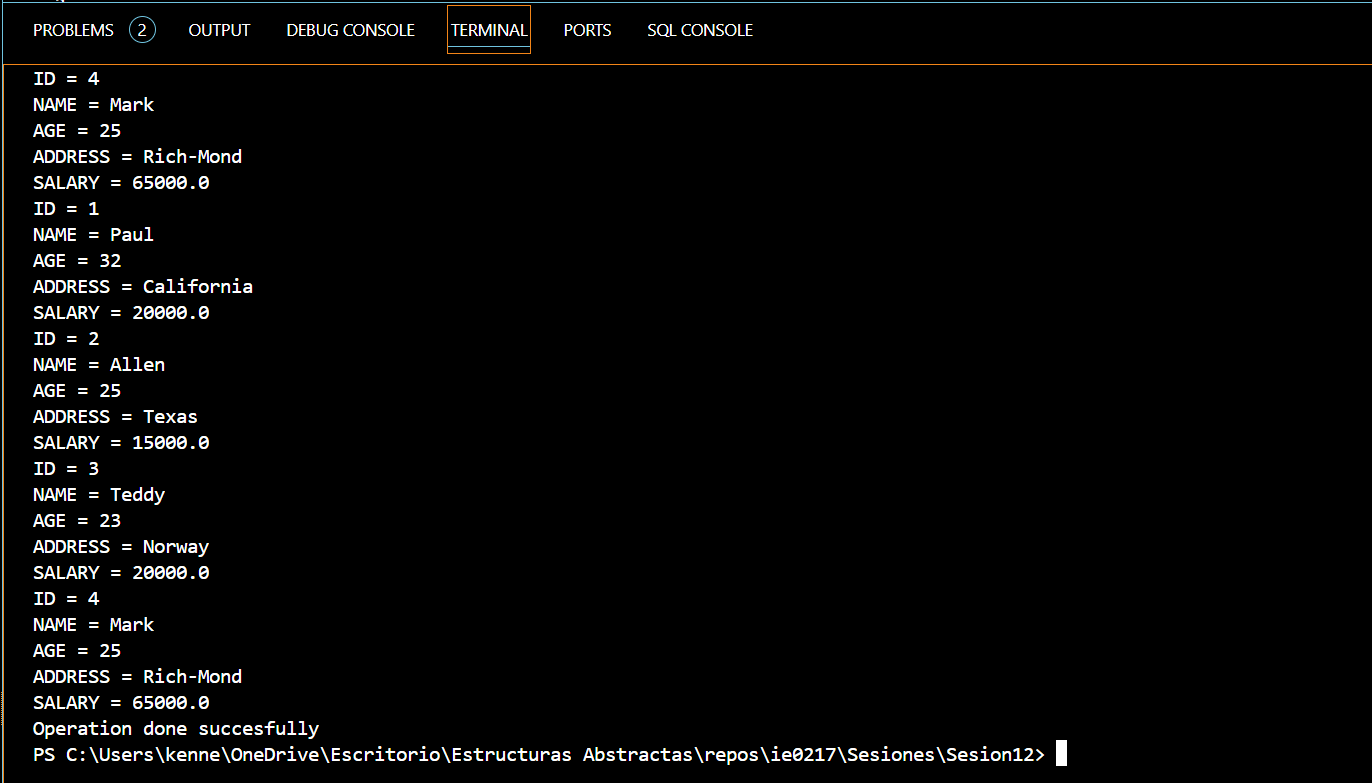 PROBLEMS 2 OUTPUT DEBUG CONSOLE TERMINAL PORTS SQL CONSOLE
ID = 4
NAME = Mark
AGE = 25
ADDRESS = Rich-Mond
SALARY = 65000.0
ID = 1
NAME = Paul
AGE = 32
ADDRESS = California
SALARY = 20000.0
ID = 2
NAME = Allen
AGE = 25
ADDRESS = Texas
SALARY = 15000.0
ID = 3
NAME = Teddy
AGE = 23
ADDRESS = Norway
SALARY = 20000.0
ID = 4
NAME = Mark
AGE = 25
ADDRESS = Rich-Mond
SALARY = 65000.0
Operation done succesfully
PS C:\Users\kenne\OneDrive\Escritorio\Estructuras Abstractas\repos\ie0217\Sesiones\Sesion12>